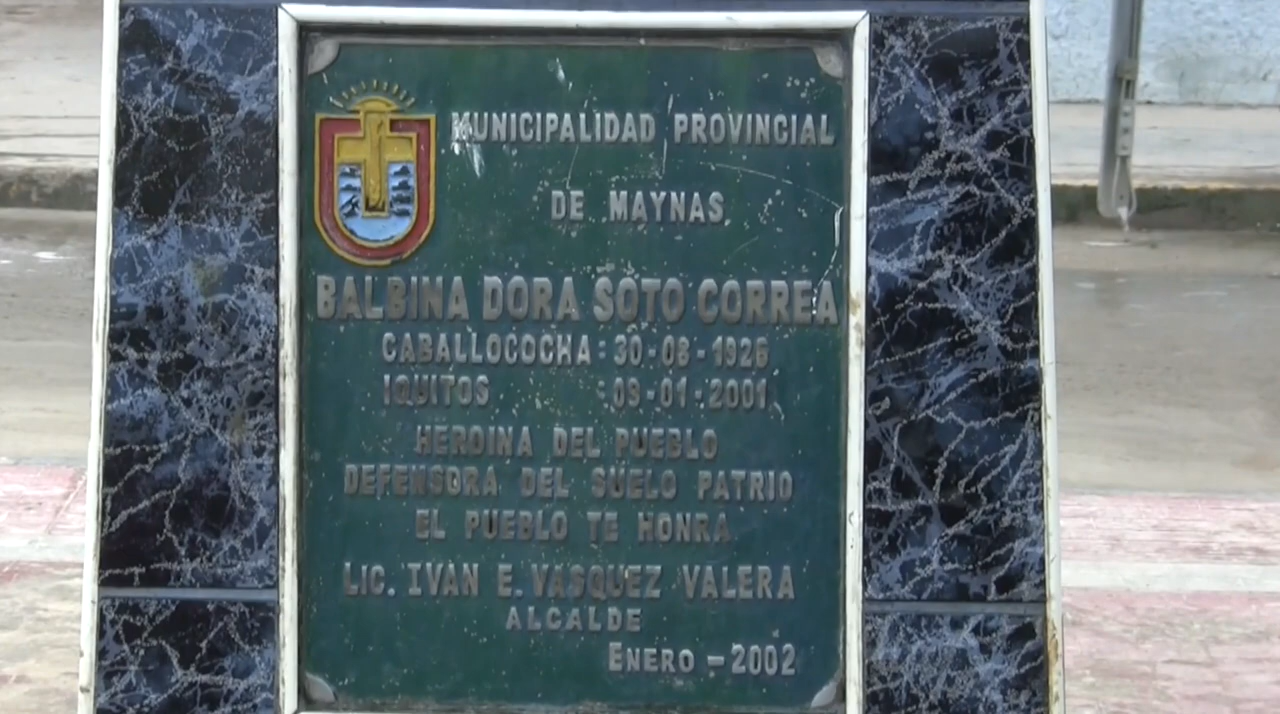 MUNICIPALIDAD PROVINCIAL
DE MAYNAS
BALBINA DORA SOTO CORREA
CABALLOCOCHA : 30-08-1926
IQUITOS : 09-01-2001
HEROINA DEL PUEBLO
DEFENSORA DEL SUELO PATRIO
EL PUEBLO TE HONRA
LIC. IVAN E. VASQUEZ VALERA
ALCALDE
ENERO - 2002